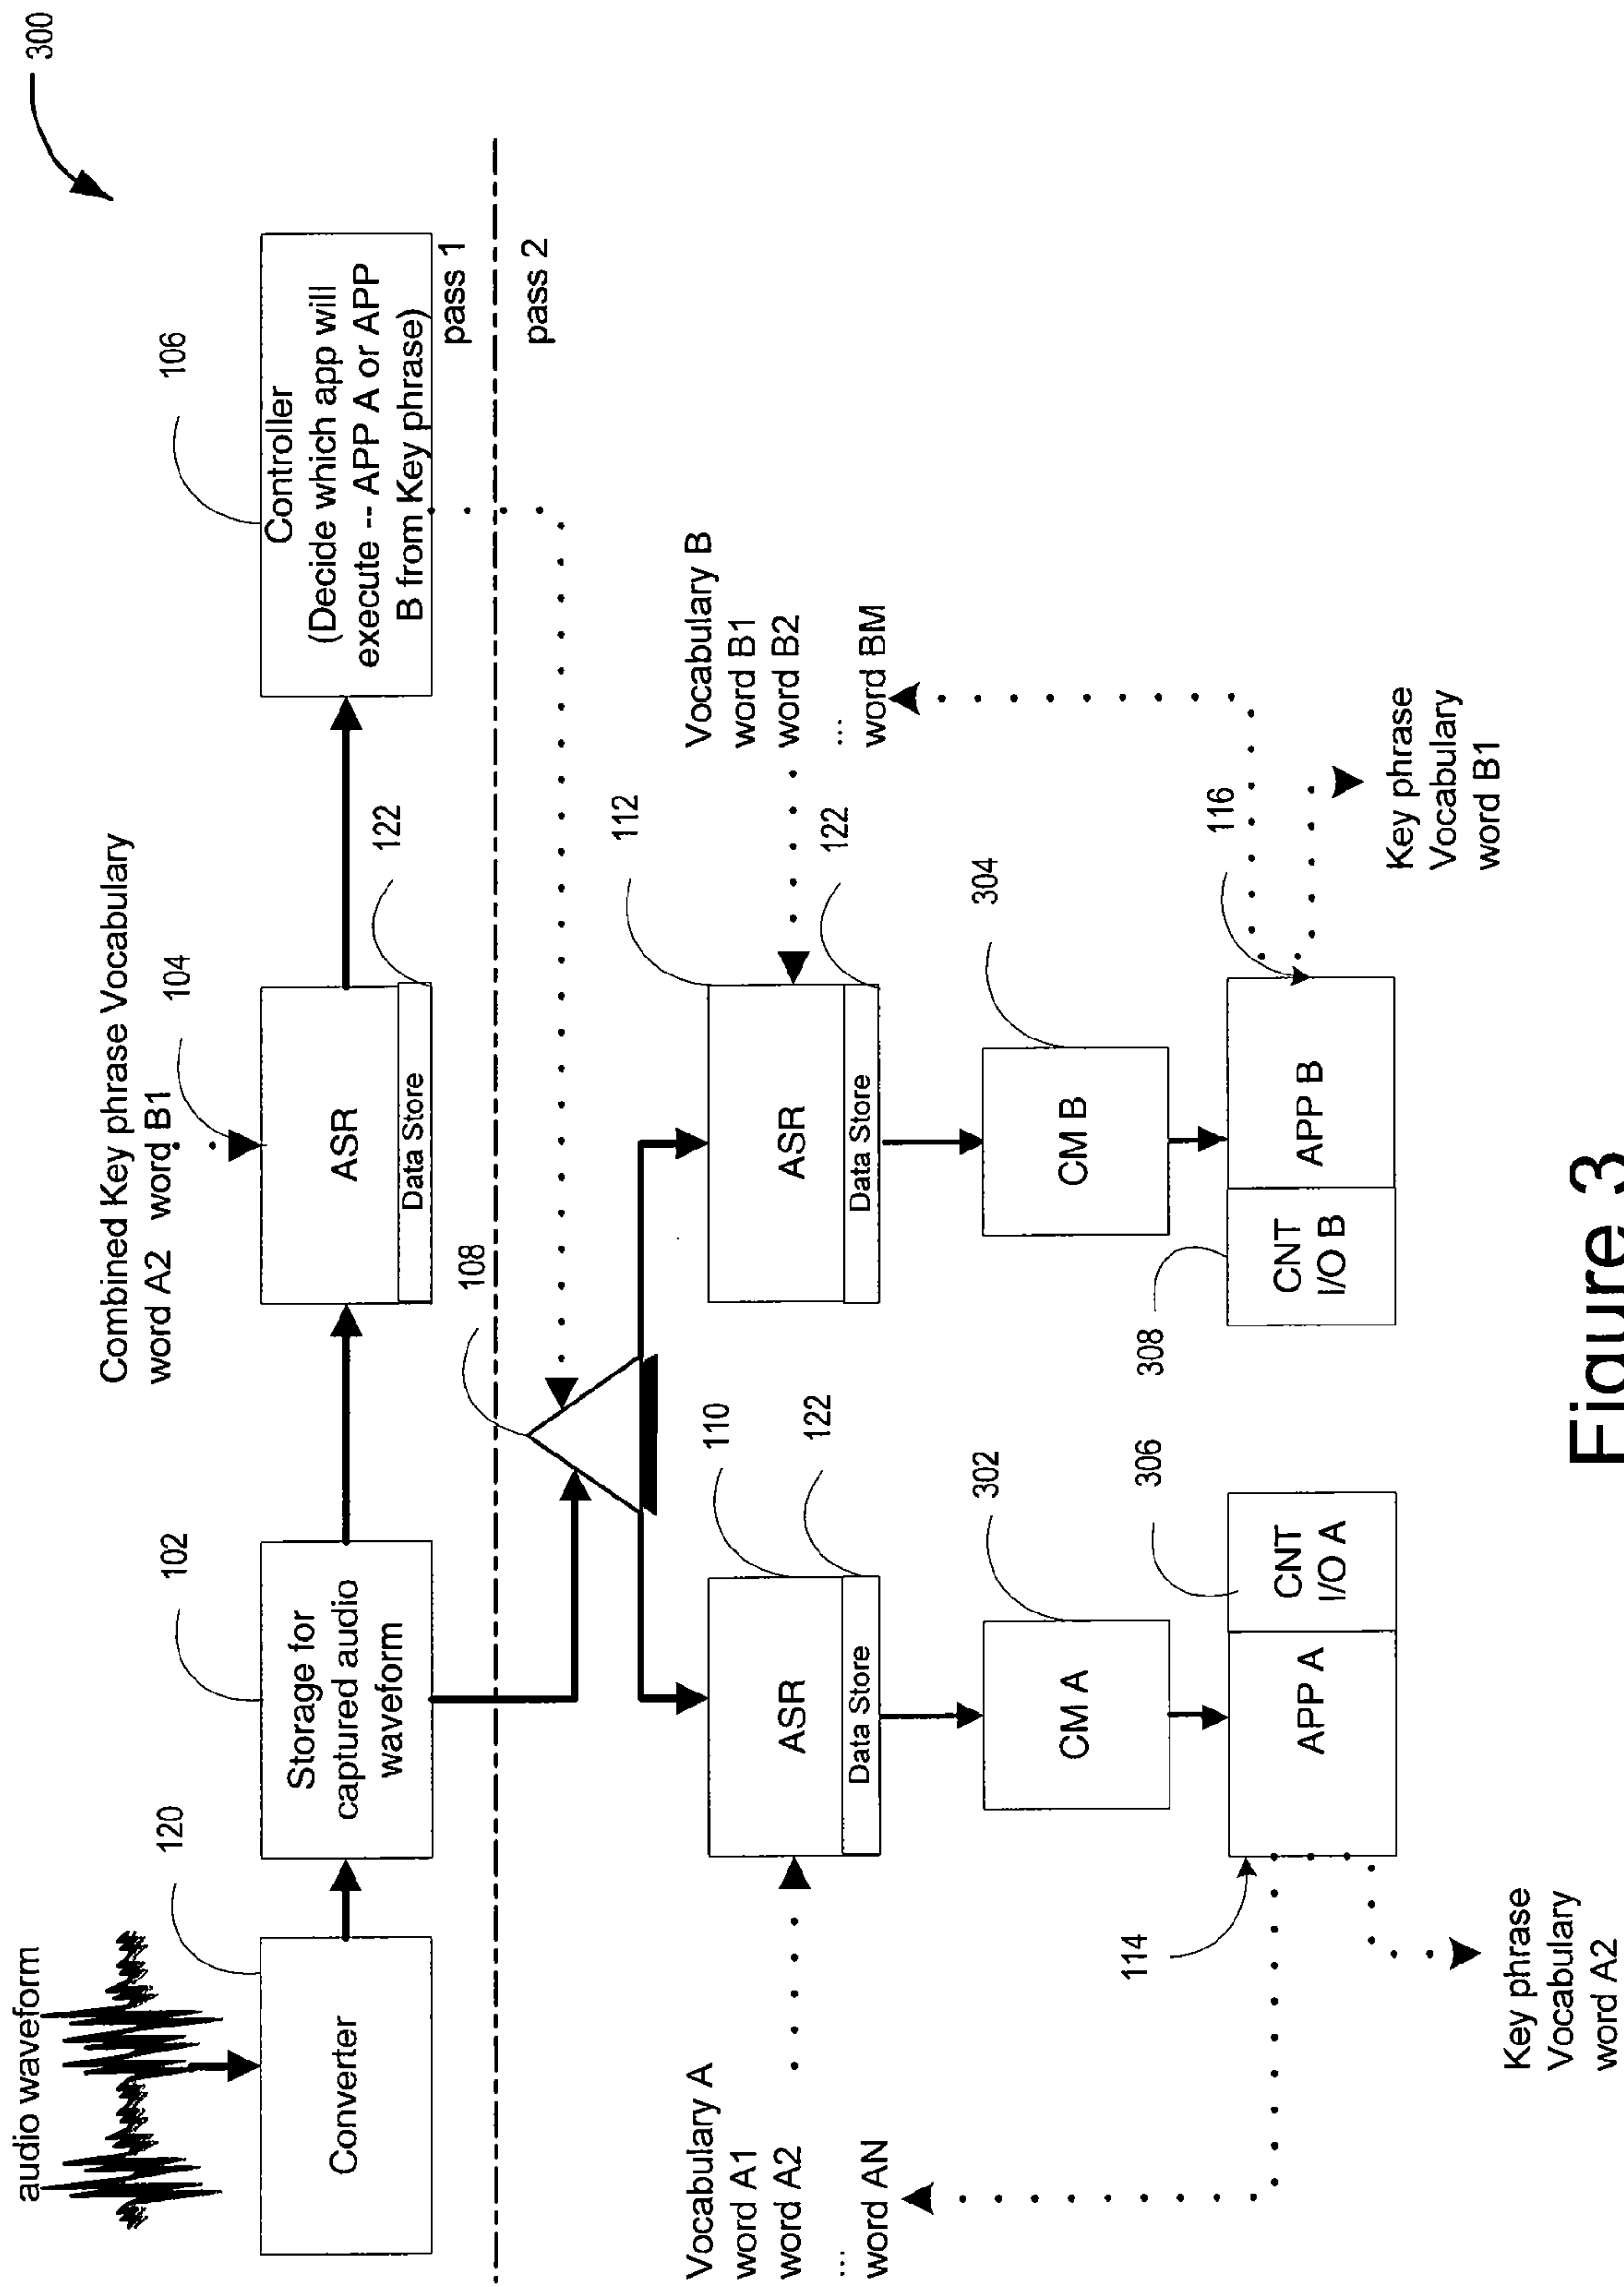 300
audio waveform
120
Converter
102
Storage for
captured audio
waveform
Combined Key phrase Vocabulary
word A2 word B1
104
ASR
Data Store
122
106
Controller
(Decide which app will
execute -- APP A or APP
B from Key phrase)
pass 1
pass 2
108
Vocabulary A
word A1
word A2
...
word AN
110
ASR
Data Store
122
112
ASR
Data Store
122
Vocabulary B
word B1
word B2
...
word BM
302
CM A
304
CM B
114
APP A
306
CNT
I/O A
308
CNT
I/O B
APP B
116
Key phrase
Vocabulary
word A2
Key phrase
Vocabulary
word B1
Figure 3